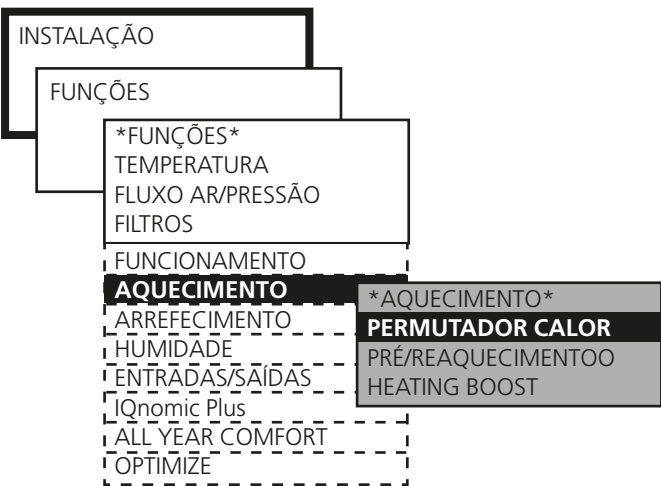 INSTALAÇÃO
FUNÇÕES
*FUNÇÕES*
TEMPERATURA
FLUXO AR/PRESSÃO
FILTROS
FUNCIONAMENTO
AQUECIMENTO
ARREFECIMENTO
HUMIDADE
ENTRADAS/SAÍDAS
IQnomic Plus
ALL YEAR COMFORT
OPTIMIZE
*AQUECIMENTO*
PERMUTADOR CALOR
PRÉ/REAQUECIMENTOO
HEATING BOOST